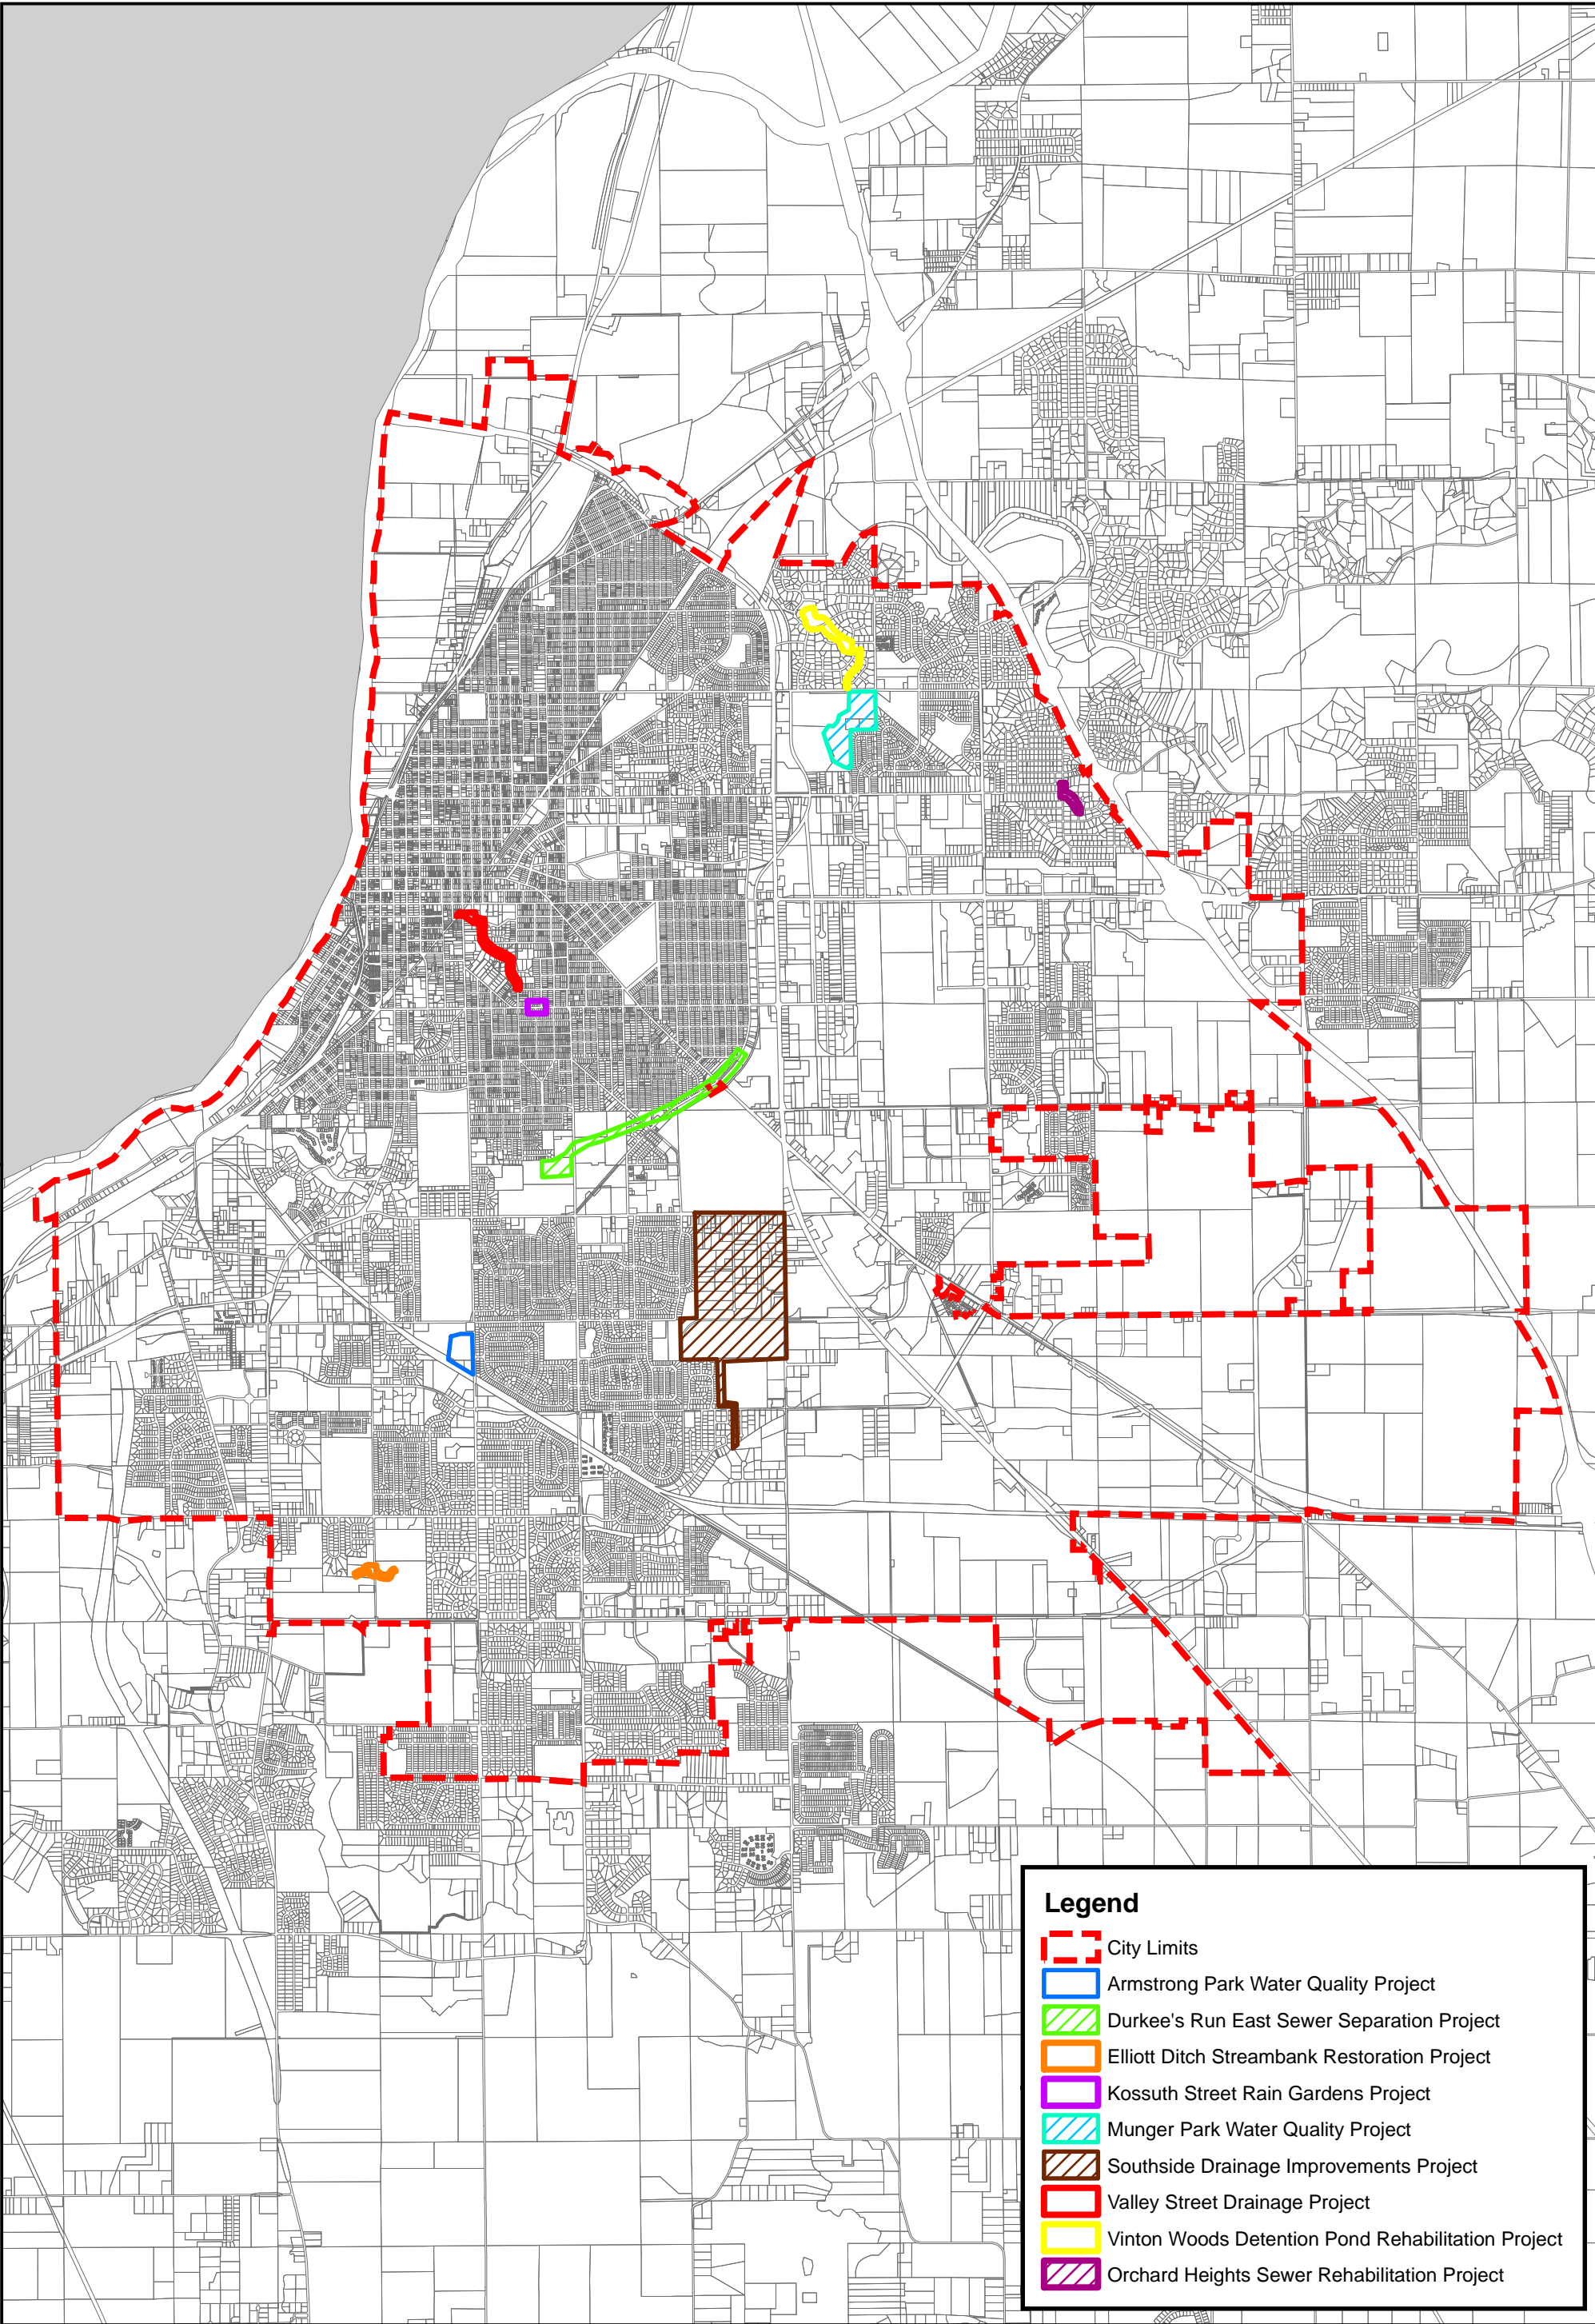 Legend
City Limits
Armstrong Park Water Quality Project
Durkee's Run East Sewer Separation Project
Elliott Ditch Streambank Restoration Project
Kossuth Street Rain Gardens Project
Munger Park Water Quality Project
Southside Drainage Improvements Project
Valley Street Drainage Project
Vinton Woods Detention Pond Rehabilitation Project
Orchard Heights Sewer Rehabilitation Project